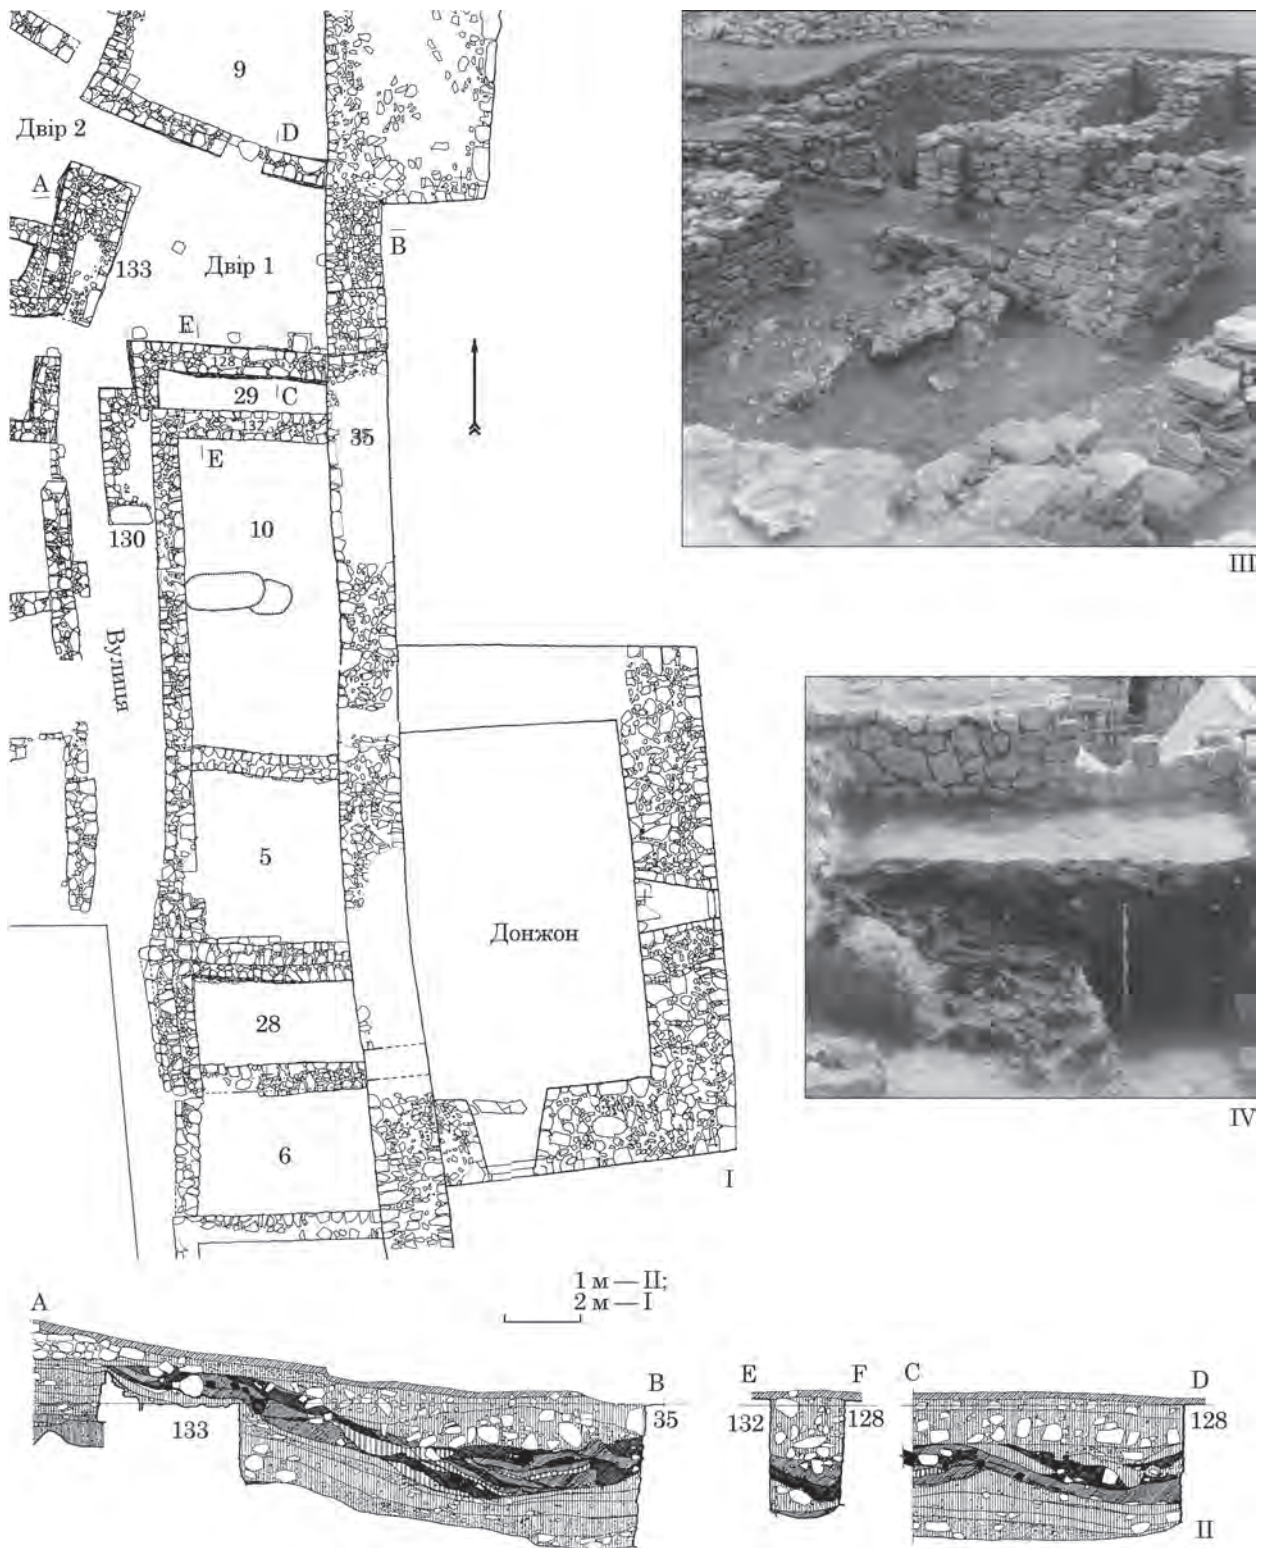 9
Двір 2
D
A
B
133
Двір 1
E
128
29 C
132
35
E
10
130
Вулиця
5
Донжон
28
6
I
III
IV
1 м — II;
2 м — I
A
B
35
133
E F
132 128
C D
128
II